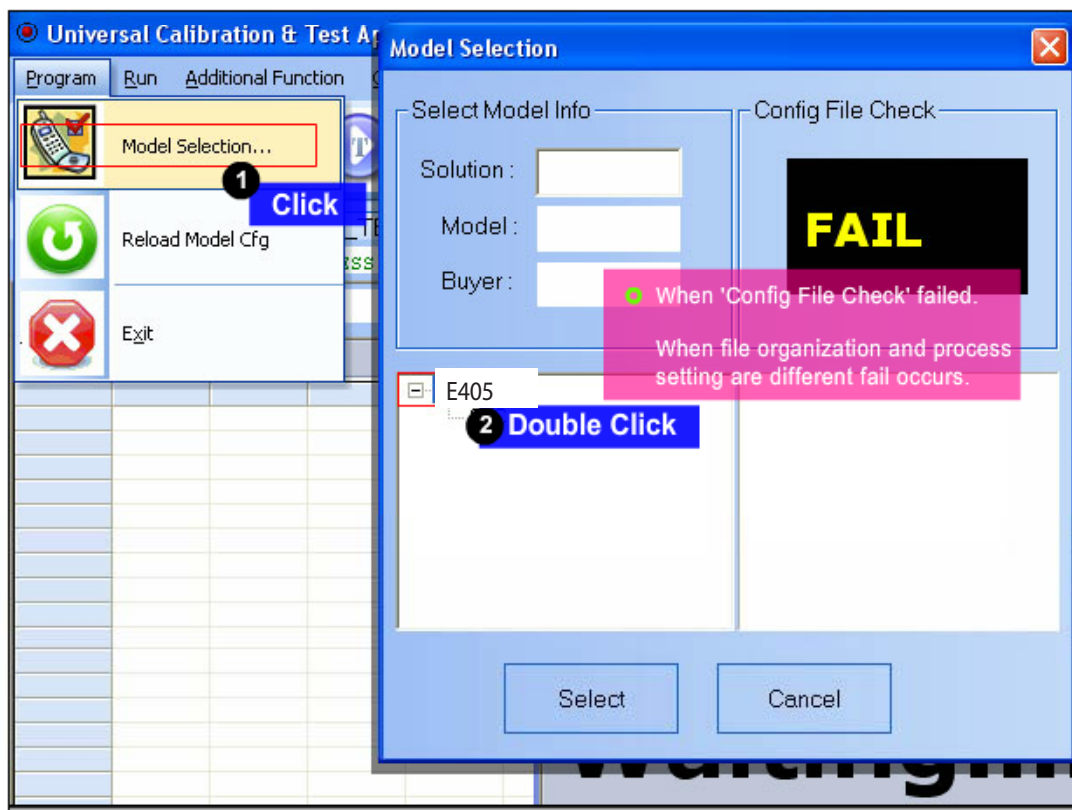 Universal Calibration & Test
Program Run Additional Function
Model Selection...
1
Click
Reload Model Cfg
Exit
Model Selection
Select Model Info
Solution :
Model :
Buyer :
Config File Check
FAIL
When 'Config File Check' failed.
When file organization and process
setting are different fail occurs.
E405
2 Double Click
Select Cancel